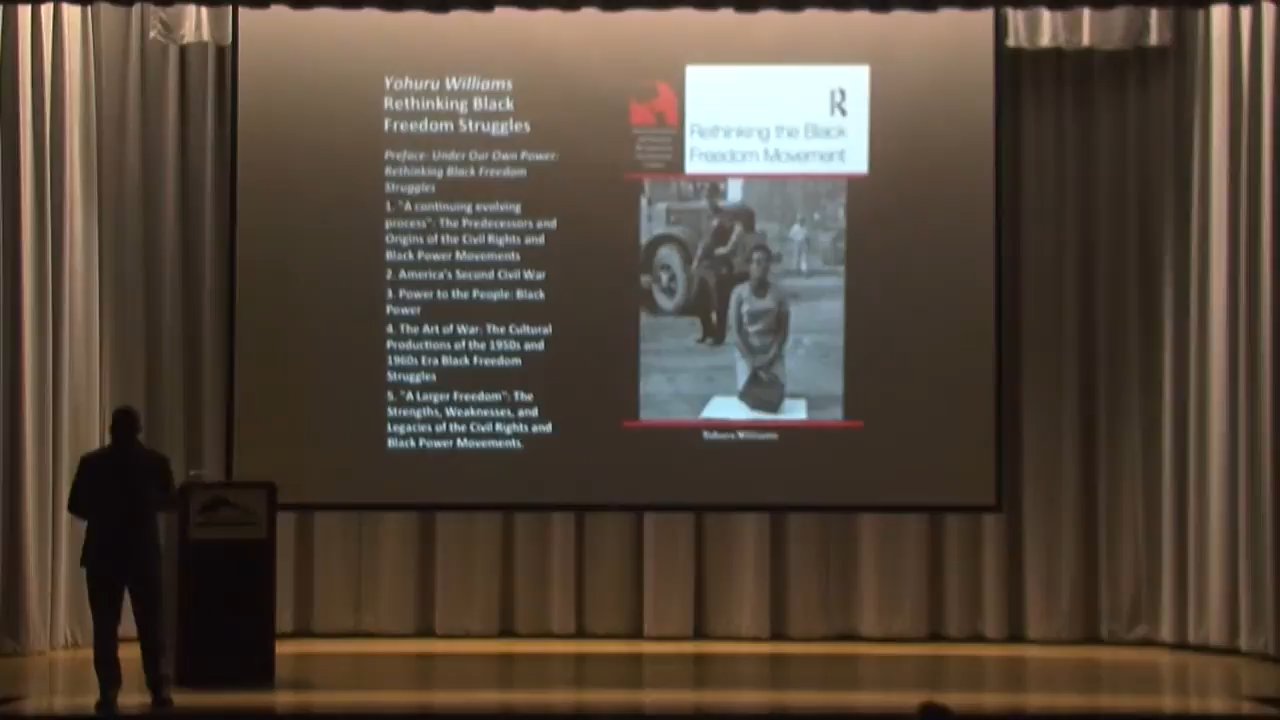 Yohuru Williams
Rethinking Black
Freedom Struggles
Preface: Under Our Own Power:
Rethinking Black Freedom
Struggles
1. "A continuing evolving
process": The Predecessors and
Origins of the Civil Rights and
Black Power Movements
2. America's Second Civil War
3. Power to the People: Black
Power
4. The Art of War: The Cultural
Productions of the 1950s and
1960s Era Black Freedom
Struggles
5. "A Larger Freedom": The
Strengths, Weaknesses, and
Legacies of the Civil Rights and
Black Power Movements.
R
Rethinking the Black
Freedom Movement
Yohuru Williams